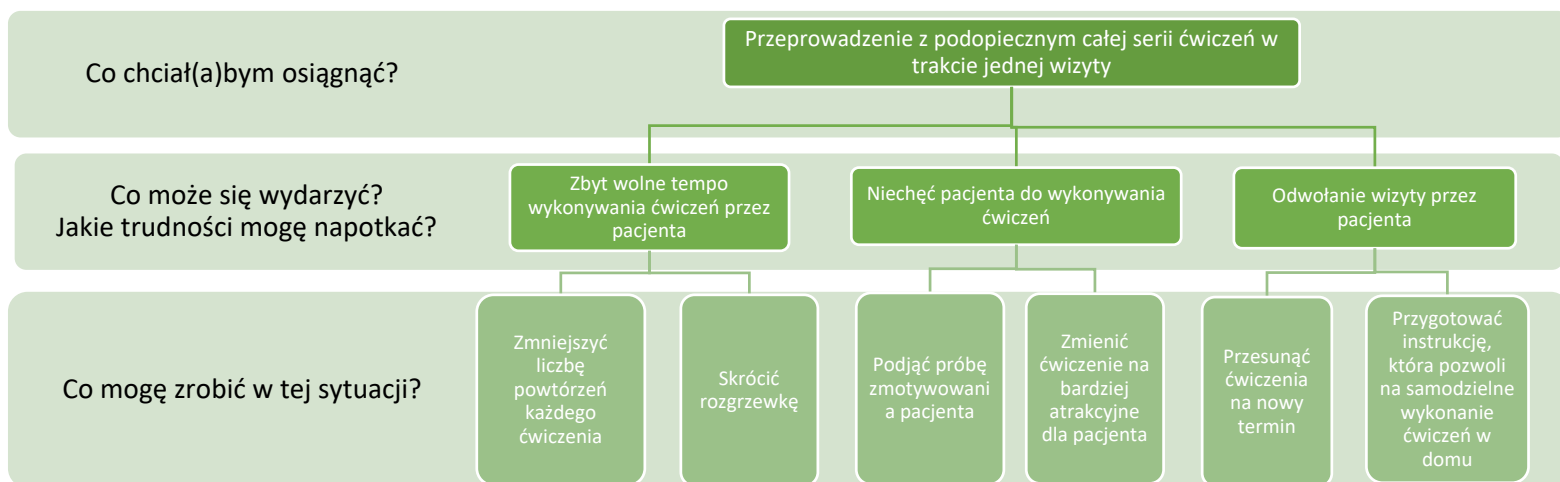 Co chciał(a)bym osiągnąć?
Przeprowadzenie z podopiecznym całej serii ćwiczeń w
trakcie jednej wizyty
Co może się wydarzyć?
Jakie trudności mogę napotkać?
Zbyt wolne tempo
wykonywania ćwiczeń przez
pacjenta
Niechęć pacjenta do wykonywania
ćwiczeń
Odwołanie wizyty przez
pacjenta
Co mogę zrobić w tej sytuacji?
Zmniejszyć
liczbę
powtórzeń
każdego
ćwiczenia
Skrócić
rozgrzewkę
Podjąć próbę
zmotywowani
a pacjenta
Zmienić
ćwiczenie na
bardziej
atrakcyjne
dla pacjenta
Przesunąć
ćwiczenia
na nowy
termin
Przygotować
instrukcję,
która pozwoli
na samodzielne
wykonanie
ćwiczeń w
domu